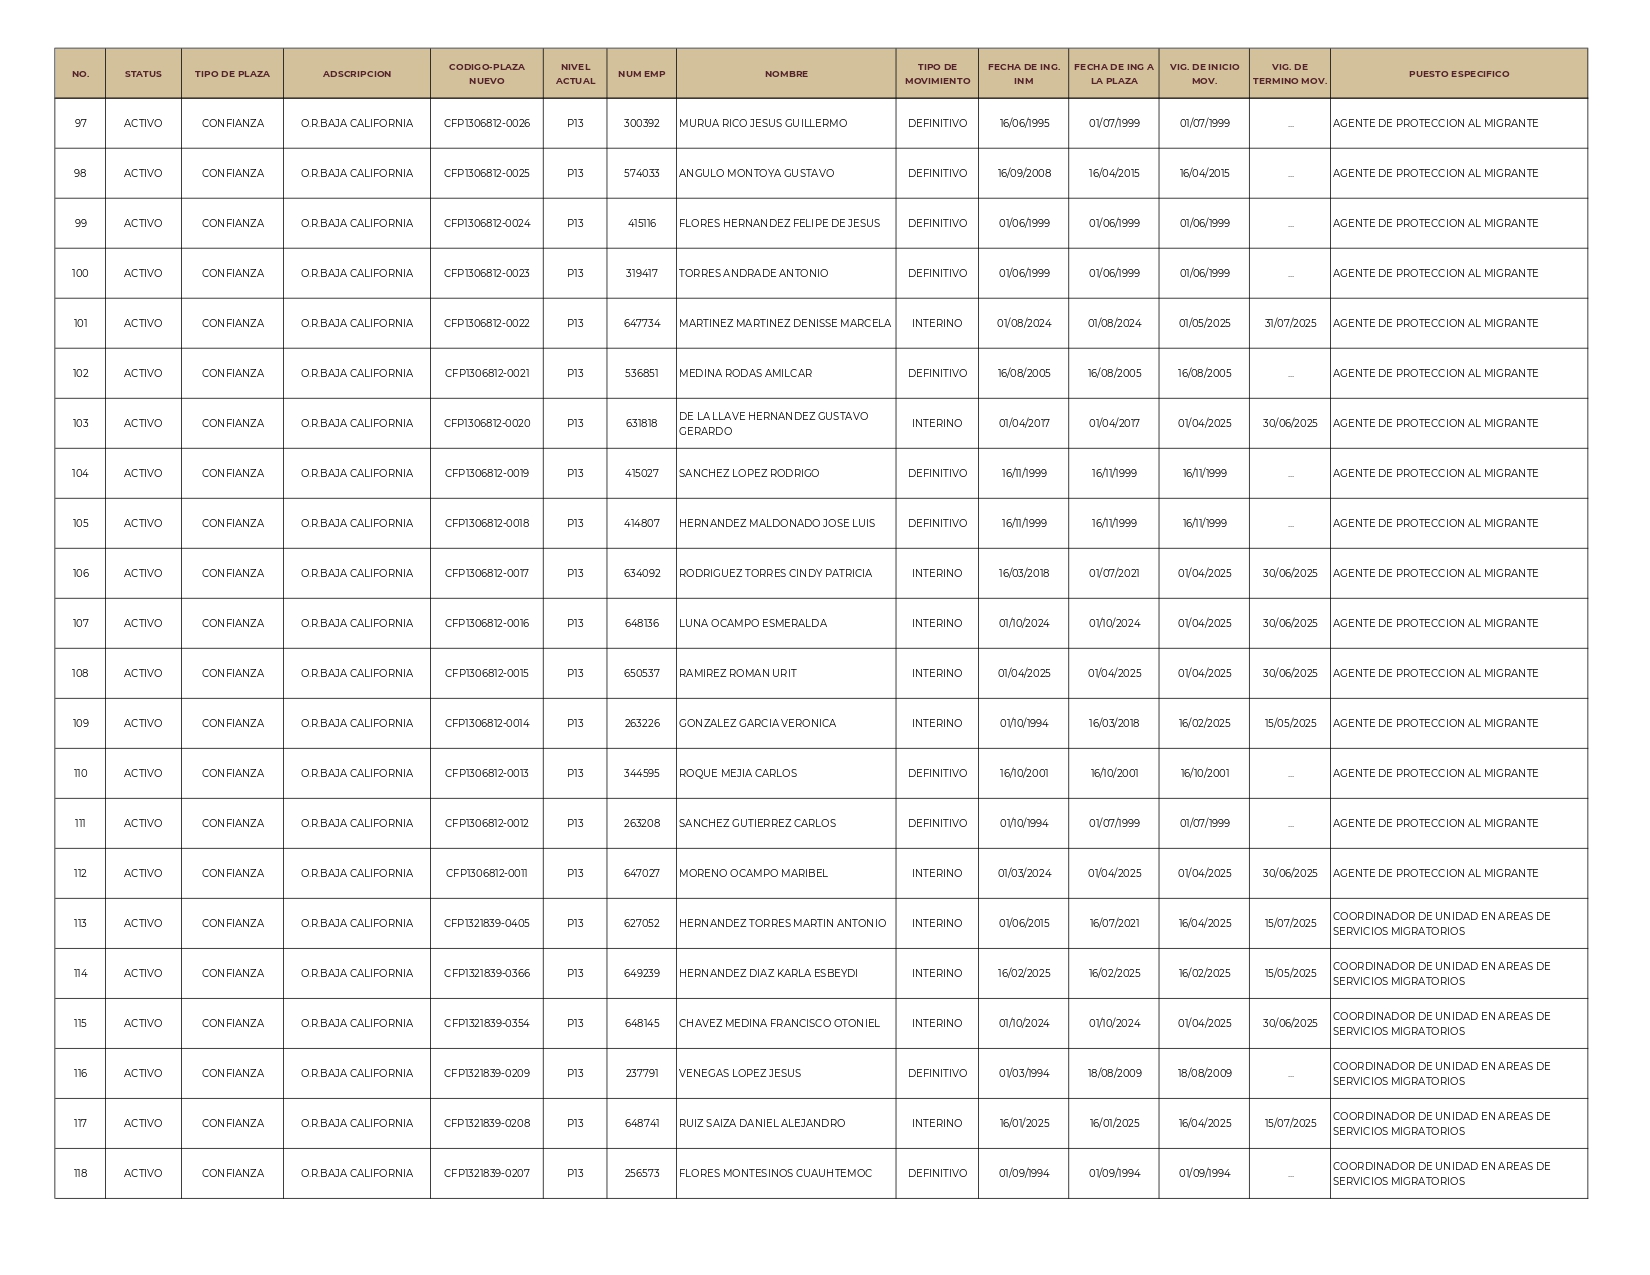 NO. STATUS TIPO DE PLAZA ADSCRIPCION CODIGO-PLAZA NUEVO NIVEL ACTUAL NUM EMP NOMBRE TIPO DE MOVIMIENTO FECHA DE ING. INM FECHA DE ING A LA PLAZA VIG. DE INICIO MOV. VIG. DE TERMINO MOV. PUESTO ESPECIFICO
97 ACTIVO CONFIANZA O.R.BAJA CALIFORNIA CFP1306812-0026 P13 300392 MURUA RICO JESUS GUILLERMO DEFINITIVO 16/06/1995 01/07/1999 01/07/1999 ... AGENTE DE PROTECCION AL MIGRANTE
98 ACTIVO CONFIANZA O.R.BAJA CALIFORNIA CFP1306812-0025 P13 574033 ANGULO MONTOYA GUSTAVO DEFINITIVO 16/09/2008 16/04/2015 16/04/2015 ... AGENTE DE PROTECCION AL MIGRANTE
99 ACTIVO CONFIANZA O.R.BAJA CALIFORNIA CFP1306812-0024 P13 415116 FLORES HERNANDEZ FELIPE DE JESUS DEFINITIVO 01/06/1999 01/06/1999 01/06/1999 ... AGENTE DE PROTECCION AL MIGRANTE
100 ACTIVO CONFIANZA O.R.BAJA CALIFORNIA CFP1306812-0023 P13 319417 TORRES ANDRADE ANTONIO DEFINITIVO 01/06/1999 01/06/1999 01/06/1999 ... AGENTE DE PROTECCION AL MIGRANTE
101 ACTIVO CONFIANZA O.R.BAJA CALIFORNIA CFP1306812-0022 P13 647734 MARTINEZ MARTINEZ DENISSE MARCELA INTERINO 01/08/2024 01/08/2024 01/05/2025 31/07/2025 AGENTE DE PROTECCION AL MIGRANTE
102 ACTIVO CONFIANZA O.R.BAJA CALIFORNIA CFP1306812-0021 P13 536851 MEDINA RODAS AMILCAR DEFINITIVO 16/08/2005 16/08/2005 16/08/2005 ... AGENTE DE PROTECCION AL MIGRANTE
103 ACTIVO CONFIANZA O.R.BAJA CALIFORNIA CFP1306812-0020 P13 631818 DE LA LLAVE HERNANDEZ GUSTAVO GERARDO INTERINO 01/04/2017 01/04/2017 01/04/2025 30/06/2025 AGENTE DE PROTECCION AL MIGRANTE
104 ACTIVO CONFIANZA O.R.BAJA CALIFORNIA CFP1306812-0019 P13 415027 SANCHEZ LOPEZ RODRIGO DEFINITIVO 16/11/1999 16/11/1999 16/11/1999 ... AGENTE DE PROTECCION AL MIGRANTE
105 ACTIVO CONFIANZA O.R.BAJA CALIFORNIA CFP1306812-0018 P13 414807 HERNANDEZ MALDONADO JOSE LUIS DEFINITIVO 16/11/1999 16/11/1999 16/11/1999 ... AGENTE DE PROTECCION AL MIGRANTE
106 ACTIVO CONFIANZA O.R.BAJA CALIFORNIA CFP1306812-0017 P13 634092 RODRIGUEZ TORRES CINDY PATRICIA INTERINO 16/03/2018 01/07/2021 01/04/2025 30/06/2025 AGENTE DE PROTECCION AL MIGRANTE
107 ACTIVO CONFIANZA O.R.BAJA CALIFORNIA CFP1306812-0016 P13 648136 LUNA OCAMPO ESMERALDA INTERINO 01/10/2024 01/10/2024 01/04/2025 30/06/2025 AGENTE DE PROTECCION AL MIGRANTE
108 ACTIVO CONFIANZA O.R.BAJA CALIFORNIA CFP1306812-0015 P13 650537 RAMIREZ ROMAN URIT INTERINO 01/04/2025 01/04/2025 01/04/2025 30/06/2025 AGENTE DE PROTECCION AL MIGRANTE
109 ACTIVO CONFIANZA O.R.BAJA CALIFORNIA CFP1306812-0014 P13 263226 GONZALEZ GARCIA VERONICA INTERINO 01/10/1994 16/03/2018 16/02/2025 15/05/2025 AGENTE DE PROTECCION AL MIGRANTE
110 ACTIVO CONFIANZA O.R.BAJA CALIFORNIA CFP1306812-0013 P13 344595 ROQUE MEJIA CARLOS DEFINITIVO 16/10/2001 16/10/2001 16/10/2001 ... AGENTE DE PROTECCION AL MIGRANTE
111 ACTIVO CONFIANZA O.R.BAJA CALIFORNIA CFP1306812-0012 P13 263208 SANCHEZ GUTIERREZ CARLOS DEFINITIVO 01/10/1994 01/07/1999 01/07/1999 ... AGENTE DE PROTECCION AL MIGRANTE
112 ACTIVO CONFIANZA O.R.BAJA CALIFORNIA CFP1306812-0011 P13 647027 MORENO OCAMPO MARIBEL INTERINO 01/03/2024 01/04/2025 01/04/2025 30/06/2025 AGENTE DE PROTECCION AL MIGRANTE
113 ACTIVO CONFIANZA O.R.BAJA CALIFORNIA CFP1321839-0405 P13 627052 HERNANDEZ TORRES MARTIN ANTONIO INTERINO 01/06/2015 16/07/2021 16/04/2025 15/07/2025 COORDINADOR DE UNIDAD EN AREAS DE SERVICIOS MIGRATORIOS
114 ACTIVO CONFIANZA O.R.BAJA CALIFORNIA CFP1321839-0366 P13 649239 HERNANDEZ DIAZ KARLA ESBEYDI INTERINO 16/02/2025 16/02/2025 16/02/2025 15/05/2025 COORDINADOR DE UNIDAD EN AREAS DE SERVICIOS MIGRATORIOS
115 ACTIVO CONFIANZA O.R.BAJA CALIFORNIA CFP1321839-0354 P13 648145 CHAVEZ MEDINA FRANCISCO OTONIEL INTERINO 01/10/2024 01/10/2024 01/04/2025 30/06/2025 COORDINADOR DE UNIDAD EN AREAS DE SERVICIOS MIGRATORIOS
116 ACTIVO CONFIANZA O.R.BAJA CALIFORNIA CFP1321839-0209 P13 237791 VENEGAS LOPEZ JESUS DEFINITIVO 01/03/1994 18/08/2009 18/08/2009 ... COORDINADOR DE UNIDAD EN AREAS DE SERVICIOS MIGRATORIOS
117 ACTIVO CONFIANZA O.R.BAJA CALIFORNIA CFP1321839-0208 P13 648741 RUIZ SAIZA DANIEL ALEJANDRO INTERINO 16/01/2025 16/01/2025 16/04/2025 15/07/2025 COORDINADOR DE UNIDAD EN AREAS DE SERVICIOS MIGRATORIOS
118 ACTIVO CONFIANZA O.R.BAJA CALIFORNIA CFP1321839-0207 P13 256573 FLORES MONTESINOS CUAUHTEMOC DEFINITIVO 01/09/1994 01/09/1994 01/09/1994 ... COORDINADOR DE UNIDAD EN AREAS DE SERVICIOS MIGRATORIOS